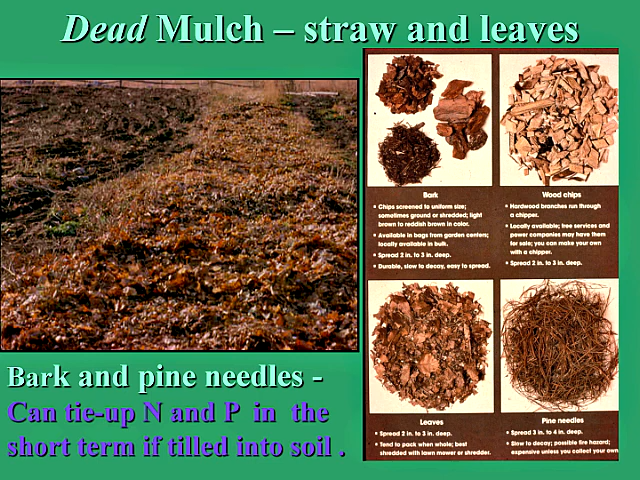 Dead Mulch – straw and leaves
Bark
Chips screened to uniform size;
sometimes ground or shredded; light
brown to reddish brown in color.
Available in bags from garden centers;
locally available in bulk.
Spread 2 in. to 3 in. deep.
Durable, slow to decay, easy to spread.
Wood chips
Hardwood branches run through
a chipper.
Locally available; tree services and
power companies may have them
for sale; you can make your own
with a chipper.
Spread 2 in. to 3 in. deep.
Leaves
Spread 2 in. to 3 in. deep.
Tend to pack when whole; best
shredded with lawn mower or shredder.
Pine needles
Spread 3 in. to 4 in. deep.
Slow to decay; possible fire hazard;
expensive unless you collect your own
Bark and pine needles -
Can tie-up N and P in the
short term if tilled into soil .